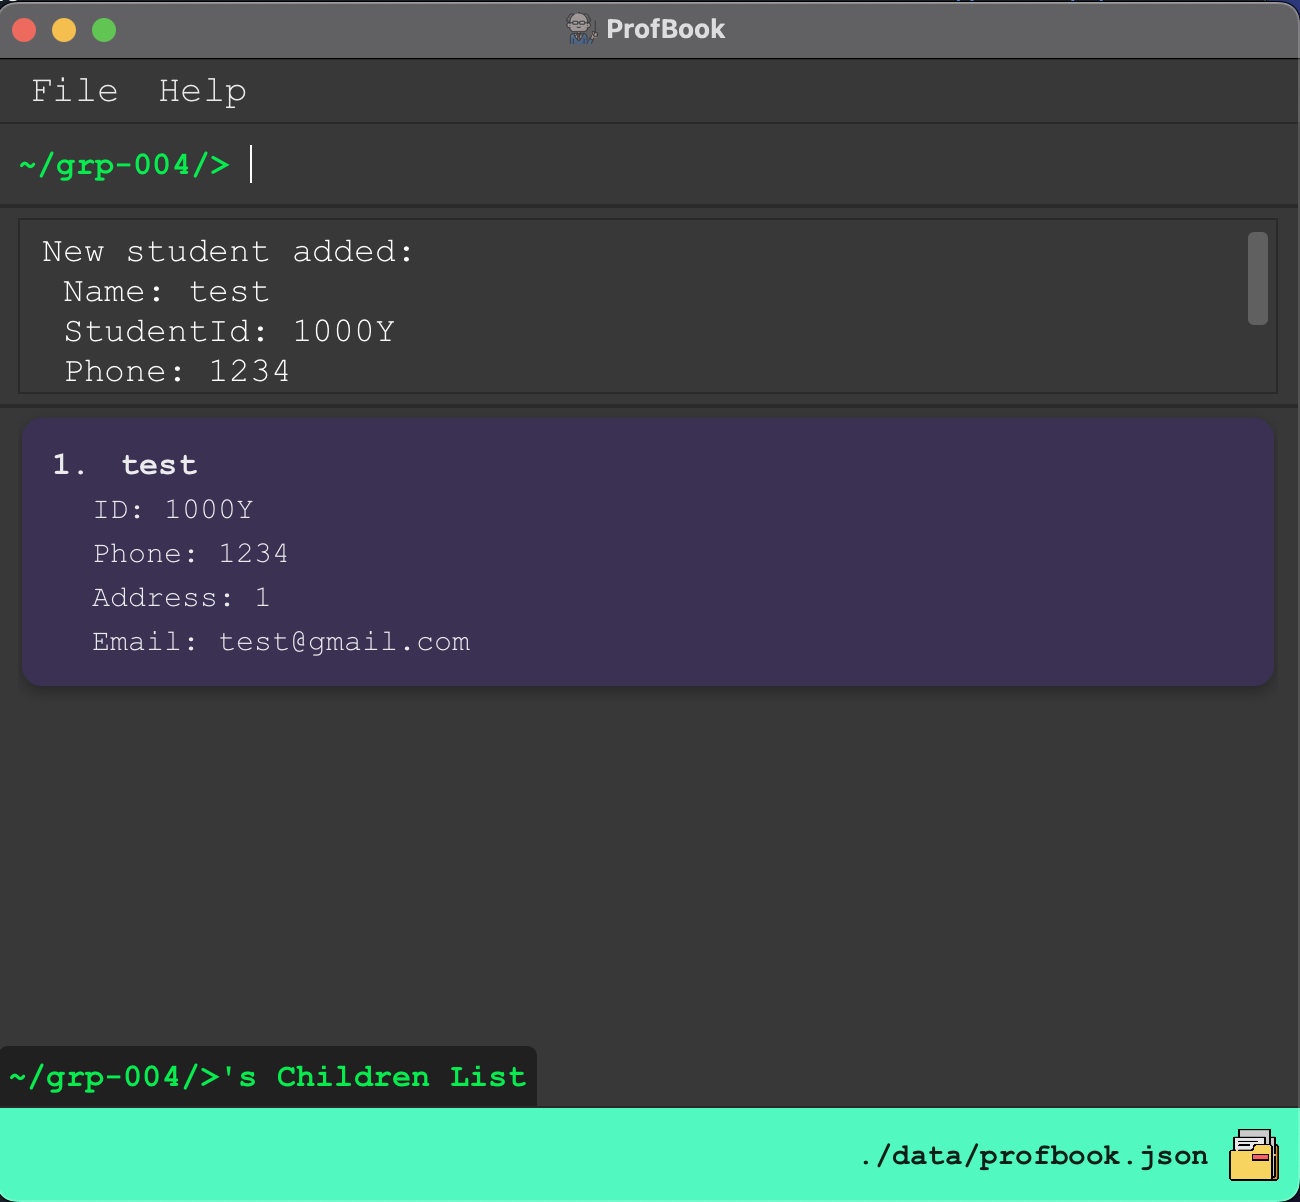 ProfBook
File Help
~/grp-004/>
New student added:
Name: test
StudentId: 1000Y
Phone: 1234
1. test
ID: 1000Y
Phone: 1234
Address: 1
Email: test@gmail.com
~/grp-004/>'s Children List
./data/profbook.json